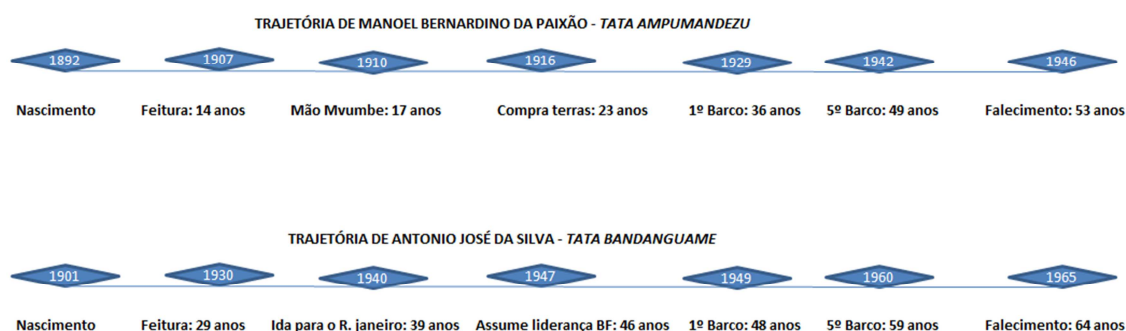 TRAJETÓRIA DE MANOEL BERNARDINO DA PAIXÃO - TATA AMPUMANDEZU
1892 1907 1910 1916 1929 1942 1946
Nascimento Feitura: 14 anos Mão Mvumbe: 17 anos Compra terras: 23 anos 1º Barco: 36 anos 5º Barco: 49 anos Falecimento: 53 anos
TRAJETÓRIA DE ANTONIO JOSÉ DA SILVA - TATA BANDANGUAME
1901 1930 1940 1947 1949 1960 1965
Nascimento Feitura: 29 anos Ida para o R. janeiro: 39 anos Assume liderança BF: 46 anos 1º Barco: 48 anos 5º Barco: 59 anos Falecimento: 64 anos